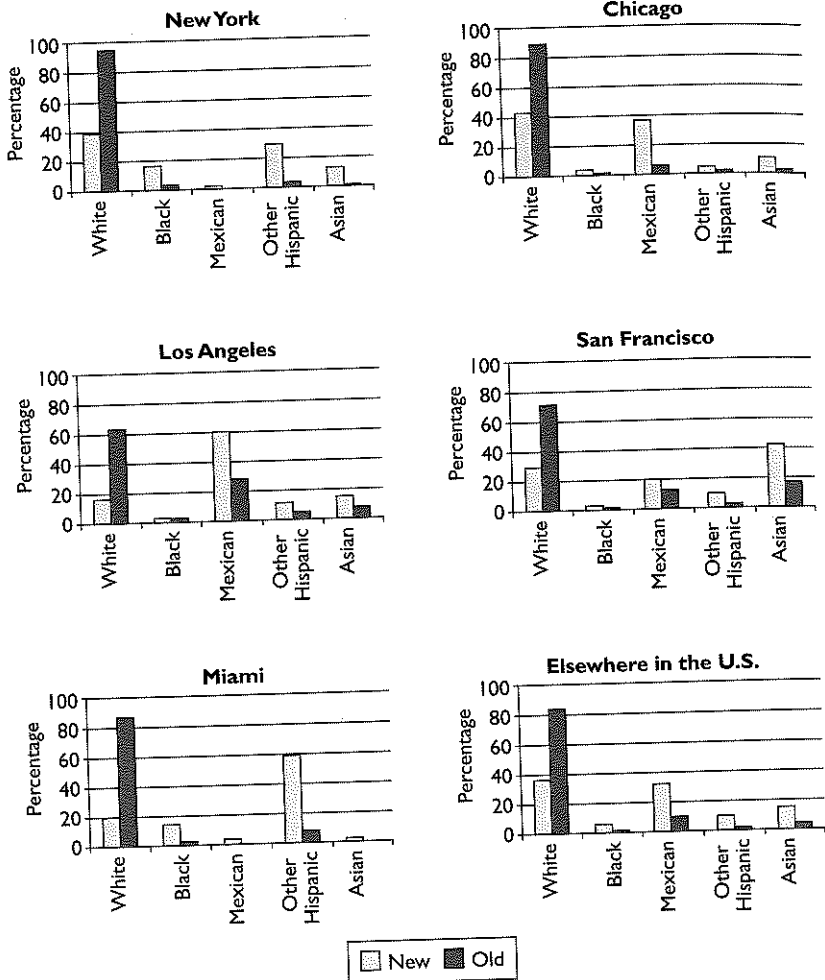 New York
Percentage
100
80
60
40
20
0
White
Black
Mexican
Other
Hispanic
Asian
Chicago
Percentage
100
80
60
40
20
0
White
Black
Mexican
Other
Hispanic
Asian
Los Angeles
Percentage
100
80
60
40
20
0
White
Black
Mexican
Other
Hispanic
Asian
San Francisco
Percentage
100
80
60
40
20
0
White
Black
Mexican
Other
Hispanic
Asian
Miami
Percentage
100
80
60
40
20
0
White
Black
Mexican
Other
Hispanic
Asian
Elsewhere in the U.S.
Percentage
100
80
60
40
20
0
White
Black
Mexican
Other
Hispanic
Asian
New Old